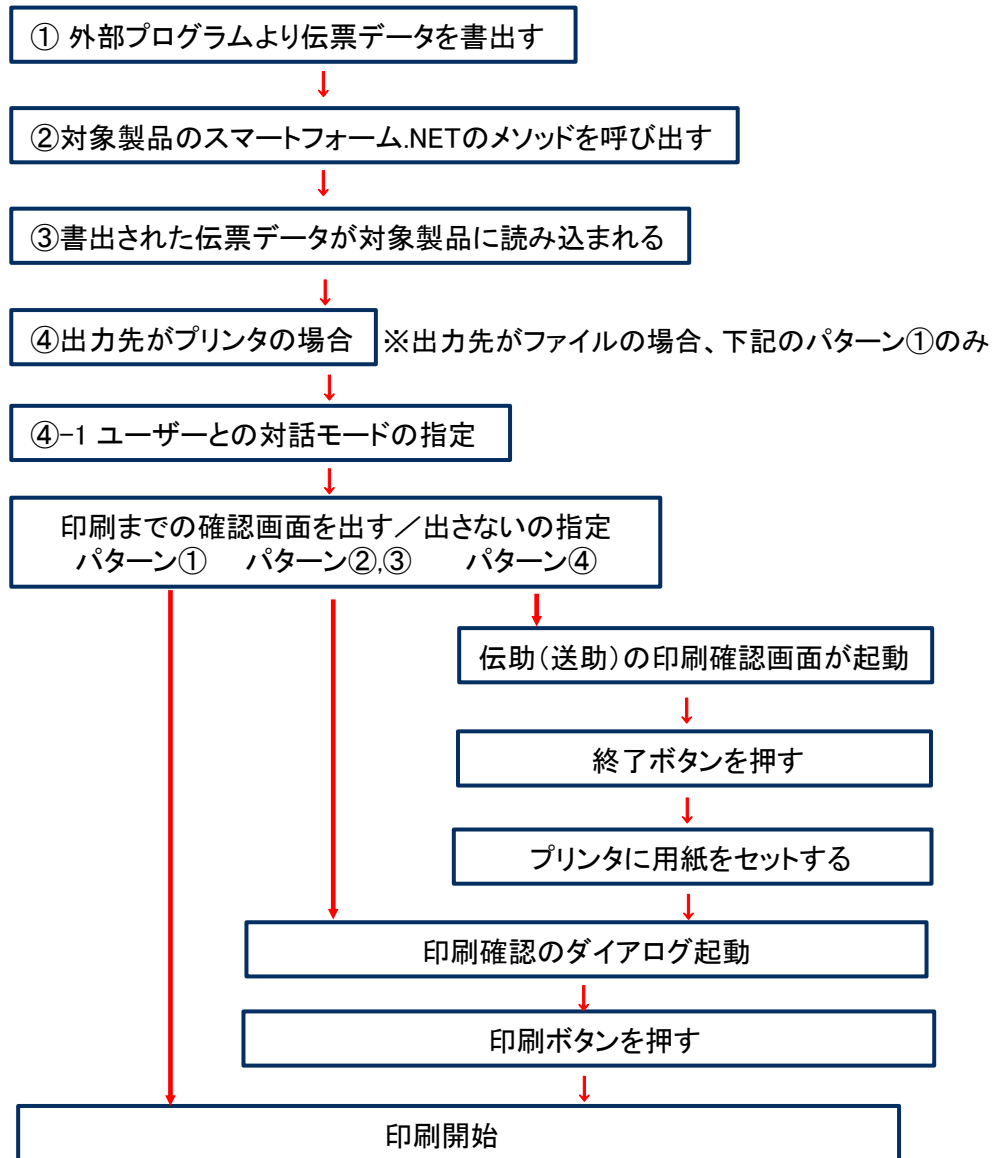 ① 外部プログラムより伝票データを書出す
②対象製品のスマートフォーム.NETのメソッドを呼び出す
③書出された伝票データが対象製品に読み込まれる
④出力先がプリンタの場合 ※出力先がファイルの場合、下記のパターン①のみ
④-1 ユーザーとの対話モードの指定
印刷までの確認画面を出す／出さないの指定
パターン① パターン②,③ パターン④
伝助(送助)の印刷確認画面が起動
終了ボタンを押す
プリンタに用紙をセットする
印刷確認のダイアログ起動
印刷ボタンを押す
印刷開始